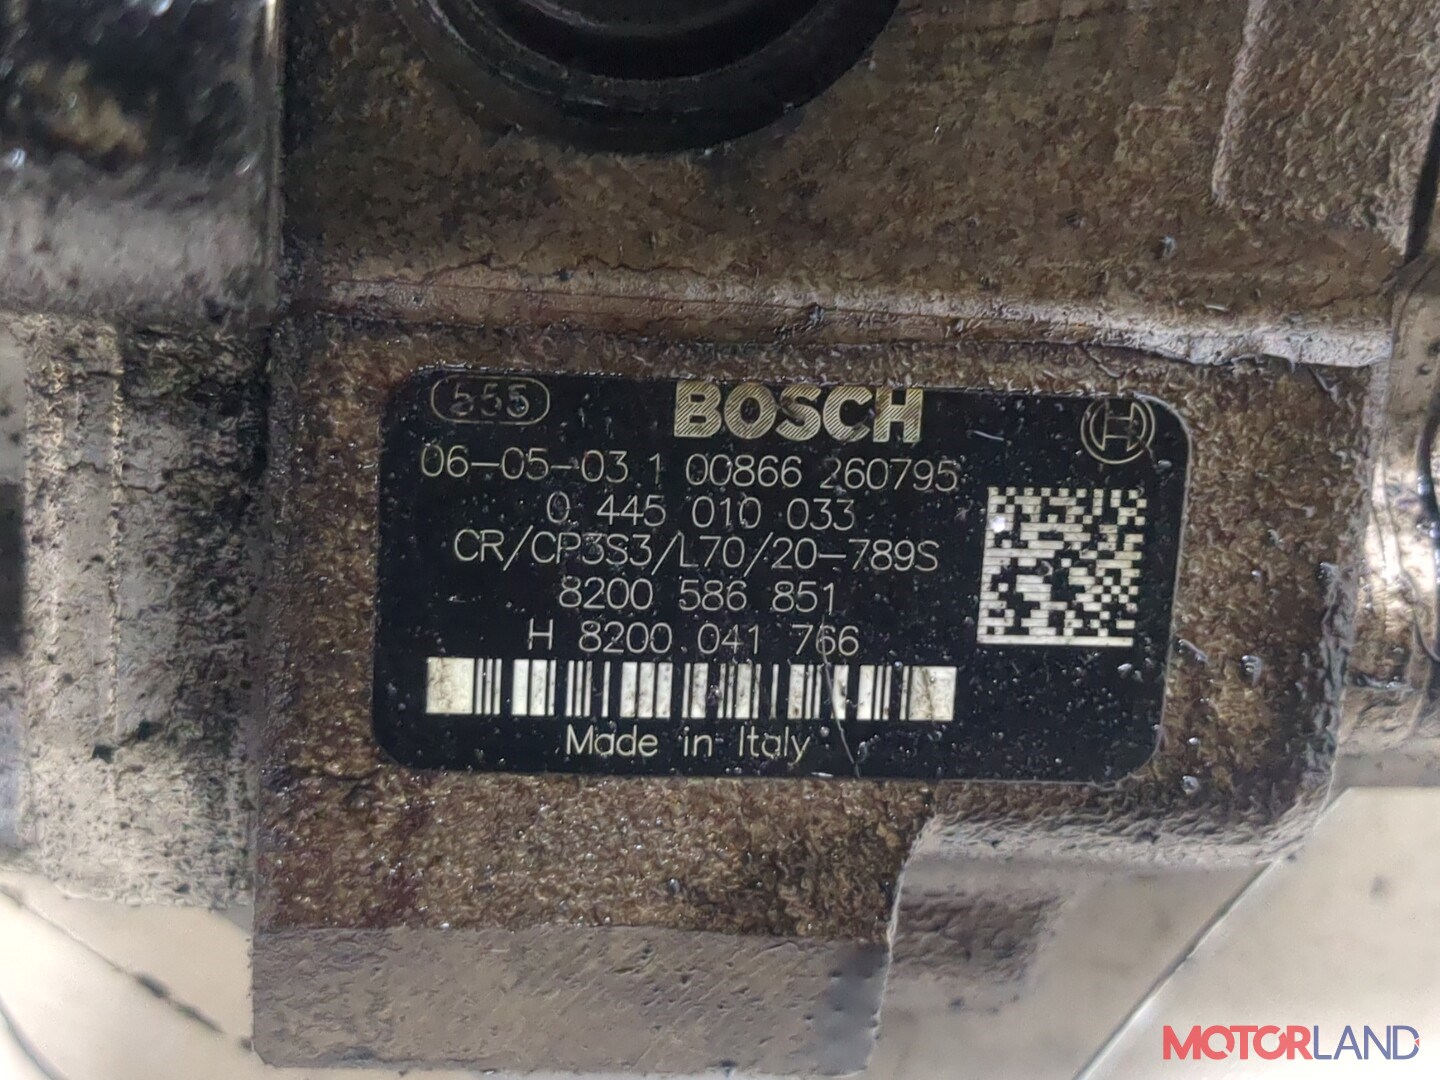 555 BOSCH H
06-05-03 1 00866 260795
0 445 010 033
CR/CP3S3/L70/20-789S
8200 586 851
H 8200 041 766
Made in Italy
MOTORLAND